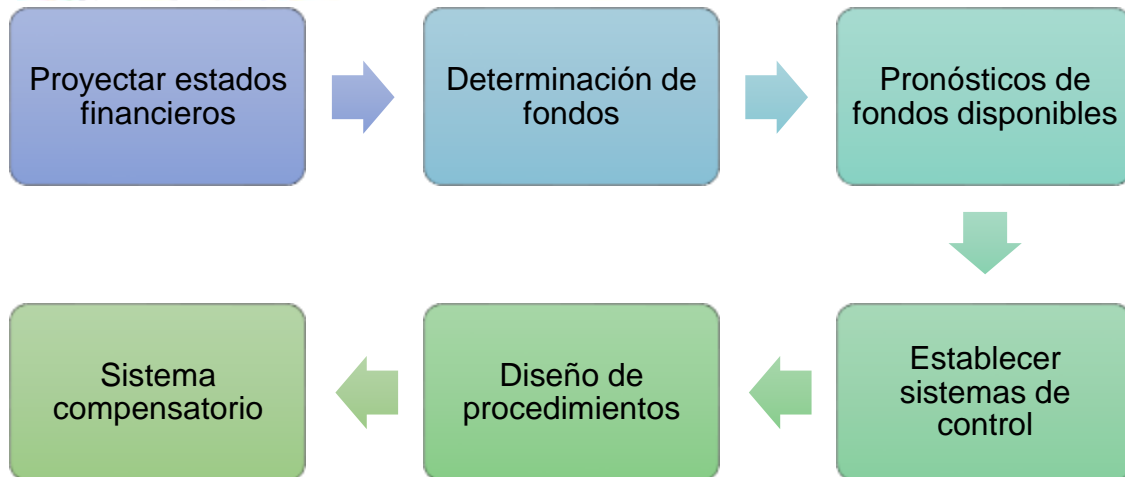 Proyectar estados
financieros
Determinación de
fondos
Pronósticos de
fondos disponibles
Establecer
sistemas de
control
Diseño de
procedimientos
Sistema
compensatorio